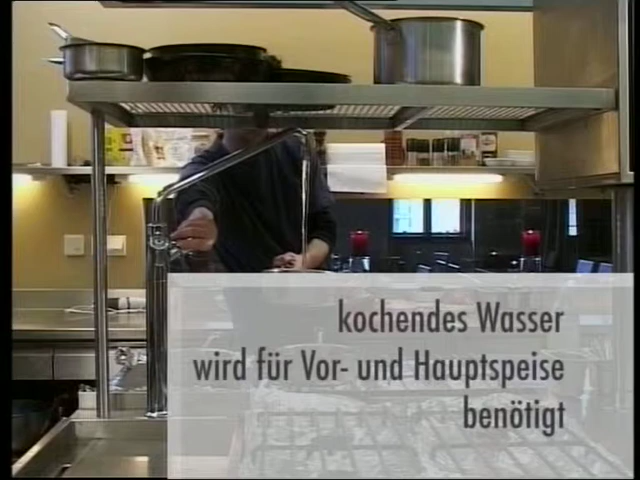 kochendes Wasser
wird für Vor- und Hauptspeise
benötigt